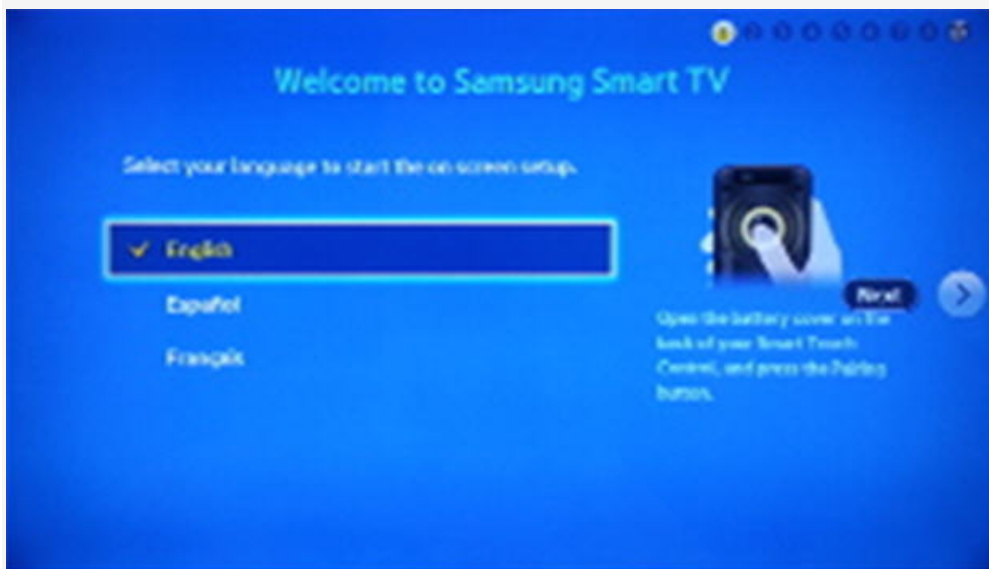 Welcome to Samsung Smart TV
Select your language to start the on screen setup.
English
Español
Français
Next
Open the battery cover on the
back of your Smart Touch
Control, and press the Pairing
button.